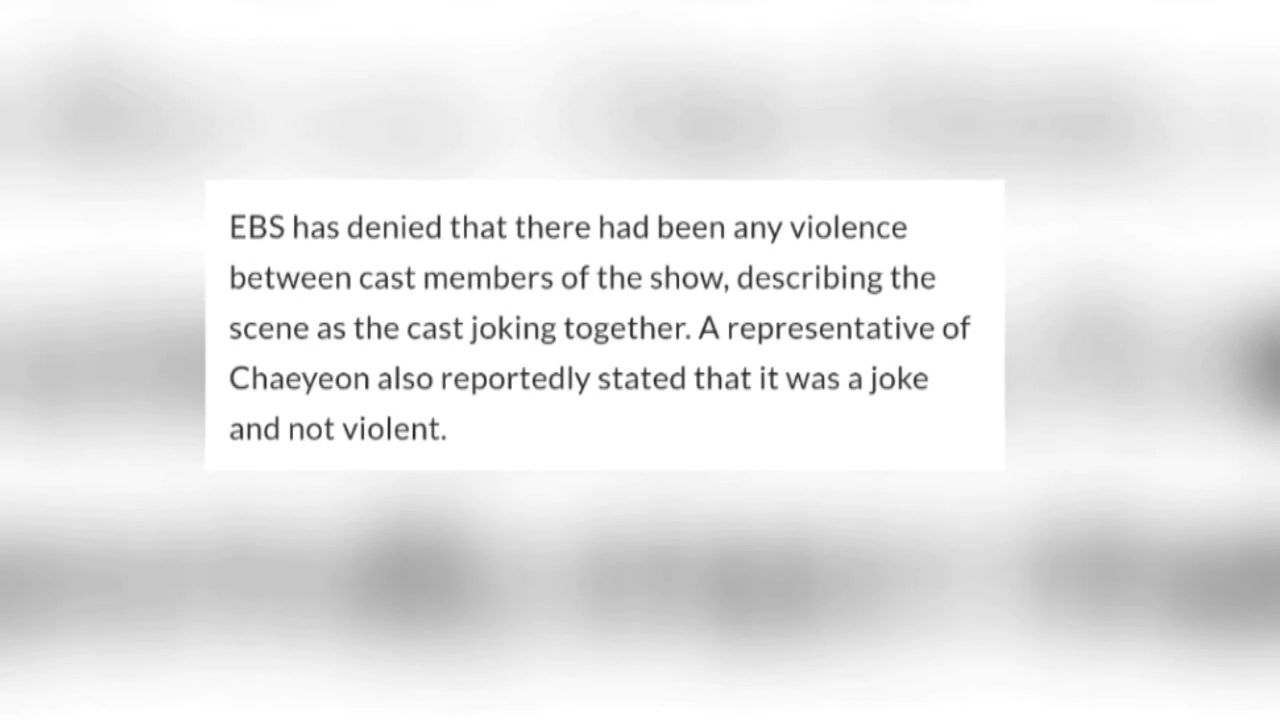 EBS has denied that there had been any violence
between cast members of the show, describing the
scene as the cast joking together. A representative of
Chaeyeon also reportedly stated that it was a joke
and not violent.